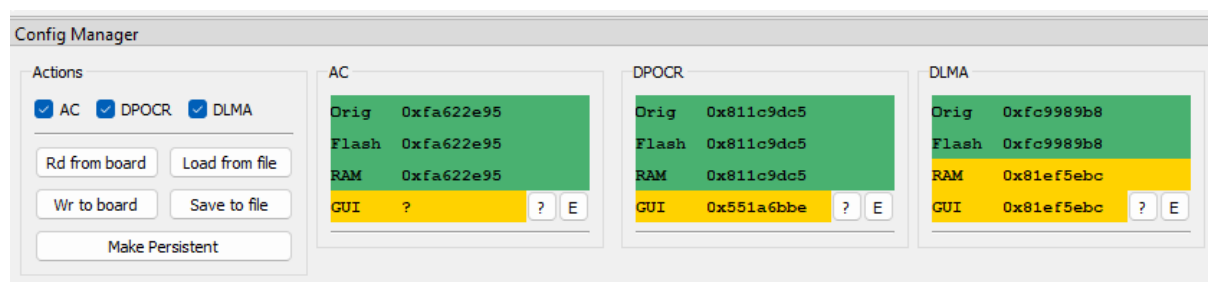 Config Manager
Actions
AC DPOCR DLMA
Rd from board Load from file
Wr to board Save to file
Make Persistent
AC
Orig 0xfa622e95
Flash 0xfa622e95
RAM 0xfa622e95
GUI ? ? E
DPOCR
Orig 0x811c9dc5
Flash 0x811c9dc5
RAM 0x811c9dc5
GUI 0x551a6bbe ? E
DLMA
Orig 0xfc9989b8
Flash 0xfc9989b8
RAM 0x81ef5ebc
GUI 0x81ef5ebc ? E